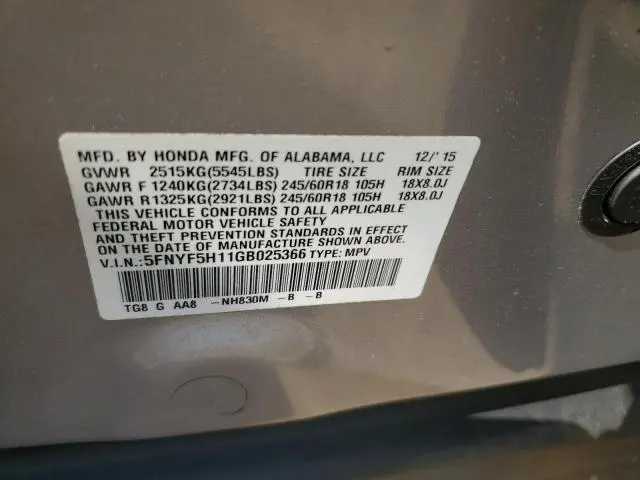 MFD. BY HONDA MFG. OF ALABAMA, LLC 12/'15
GVWR 2515KG(5545LBS) TIRE SIZE RIM SIZE
GAWR F 1240KG(2734LBS) 245/60R18 105H 18X8.0J
GAWR R1325KG(2921LBS) 245/60R18 105H 18X8.0J
THIS VEHICLE CONFORMS TO ALL APPLICABLE
FEDERAL MOTOR VEHICLE SAFETY
AND THEFT PREVENTION STANDARDS IN EFFECT
ON THE DATE OF MANUFACTURE SHOWN ABOVE.
V.I.N.:5FNYF5H11GB025366 TYPE: MPV
TG8 G AA8 -NH830M -B -B